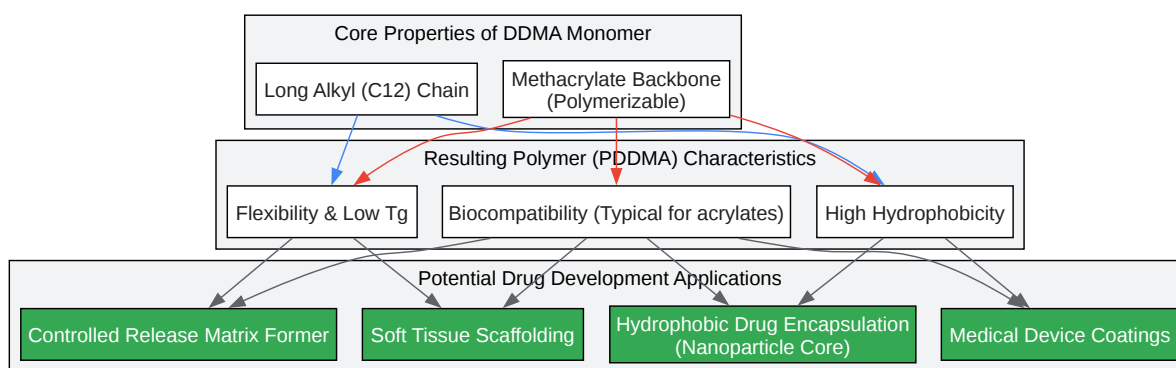 Core Properties of DDMA Monomer
Long Alkyl (C12) Chain
Methacrylate Backbone
(Polymerizable)
Resulting Polymer (PDDMA) Characteristics
Flexibility & Low Tg
Biocompatibility (Typical for acrylates)
High Hydrophobicity
Potential Drug Development Applications
Controlled Release Matrix Former
Soft Tissue Scaffolding
Hydrophobic Drug Encapsulation
(Nanoparticle Core)
Medical Device Coatings